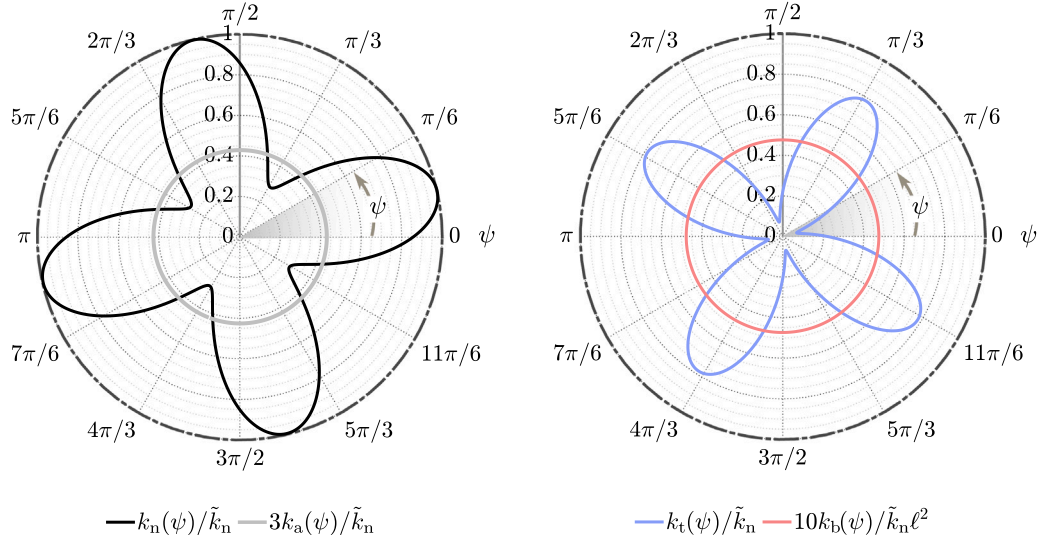 π/2
1
2π/3
π/3
0.8
5π/6
0.6
π/6
0.4
0.2
ψ
π
0
0
ψ
7π/6
11π/6
4π/3
5π/3
3π/2
k̃ₙ
kₙ(ψ)/k̃ₙ
3kₐ(ψ)/k̃ₙ
π/2
1
2π/3
π/3
0.8
5π/6
0.6
π/6
0.4
0.2
ψ
π
0
0
ψ
7π/6
11π/6
4π/3
5π/3
3π/2
kₜ(ψ)/k̃ₙ
10k_b(ψ)/k̃ₙℓ²